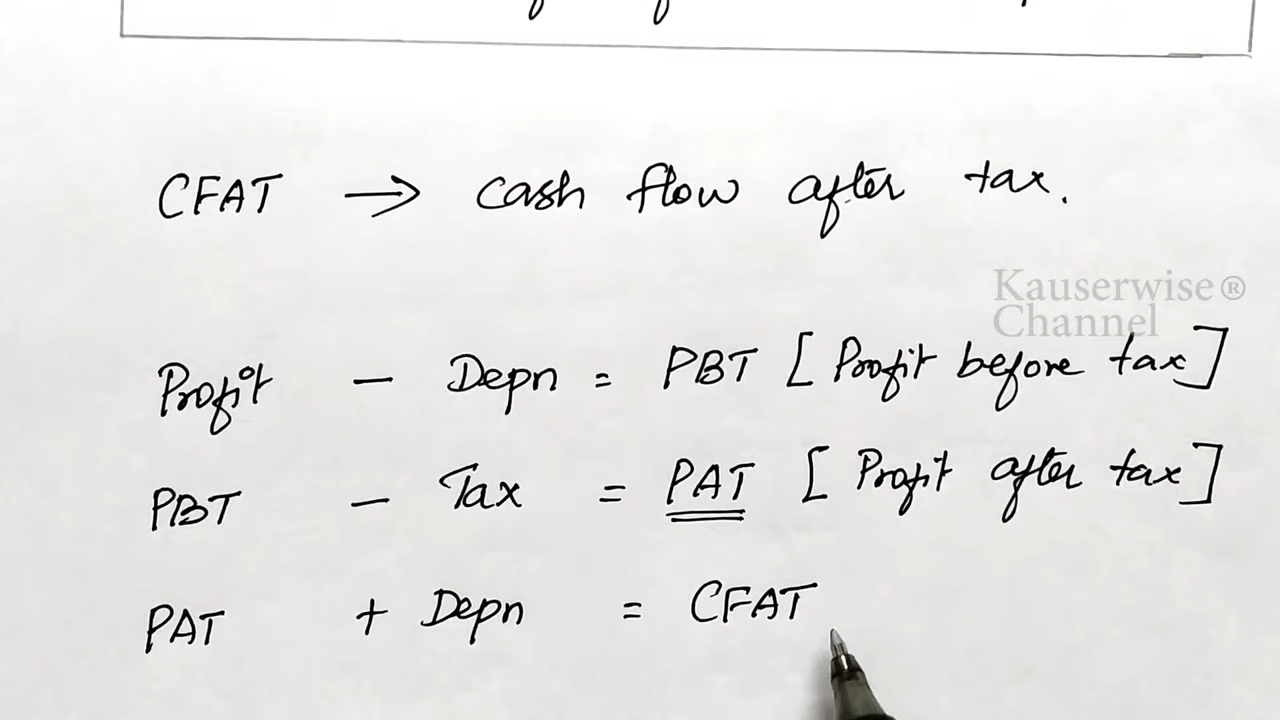 CFAT → cash flow after tax.
Kauserwise®
Channel
Profit – Depn = PBT [Profit before tax]
PBT – Tax = PAT [Profit after tax]
PAT + Depn = CFAT